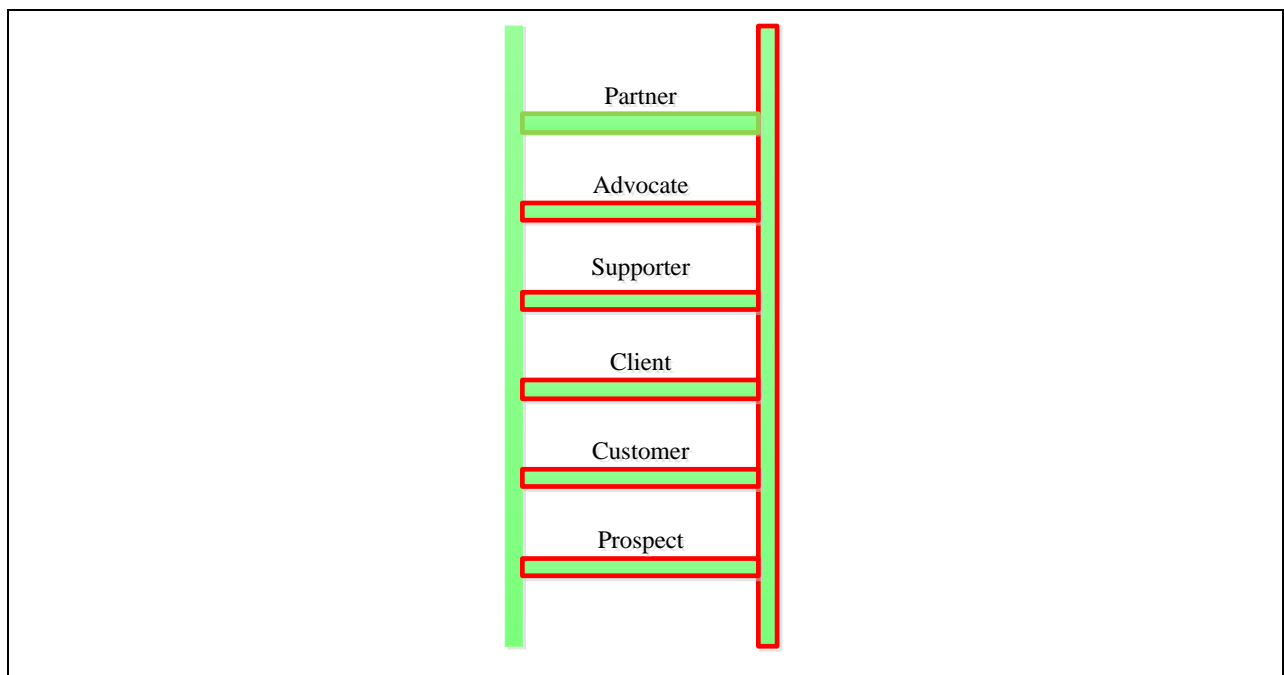 Partner
Advocate
Supporter
Client
Customer
Prospect